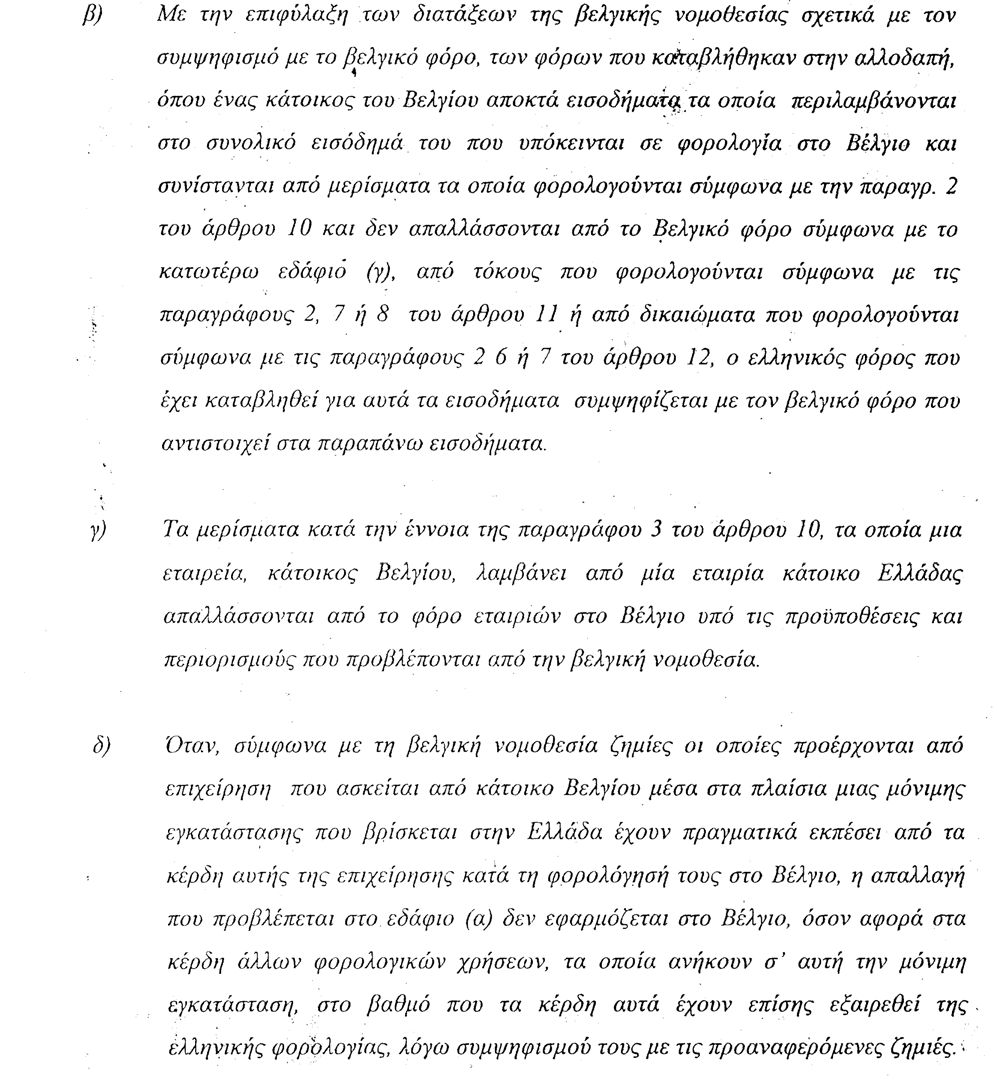 β) Με την επιφύλαξη των διατάξεων της βελγικής νομοθεσίας σχετικά με τον
συμψηφισμό με το βελγικό φόρο, των φόρων που καταβλήθηκαν στην αλλοδαπή,
όπου ένας κάτοικος του Βελγίου αποκτά εισοδήματα τα οποία περιλαμβάνονται
στο συνολικό εισόδημά του που υπόκεινται σε φορολογία στο Βέλγιο και
συνίστανται από μερίσματα τα οποία φορολογούνται σύμφωνα με την παραγρ. 2
του άρθρου 10 και δεν απαλλάσσονται από το Βελγικό φόρο σύμφωνα με το
κατωτέρω εδάφιο (γ), από τόκους που φορολογούνται σύμφωνα με τις
παραγράφους 2, 7 ή 8 του άρθρου 11 ή από δικαιώματα που φορολογούνται
σύμφωνα με τις παραγράφους 2 6 ή 7 του άρθρου 12, ο ελληνικός φόρος που
έχει καταβληθεί για αυτά τα εισοδήματα συμψηφίζεται με τον βελγικό φόρο που
αντιστοιχεί στα παραπάνω εισοδήματα.
γ) Τα μερίσματα κατά την έννοια της παραγράφου 3 του άρθρου 10, τα οποία μια
εταιρεία, κάτοικος Βελγίου, λαμβάνει από μία εταιρία κάτοικο Ελλάδας
απαλλάσσονται από το φόρο εταιριών στο Βέλγιο υπό τις προϋποθέσεις και
περιορισμούς που προβλέπονται από την βελγική νομοθεσία.
δ) Όταν, σύμφωνα με τη βελγική νομοθεσία ζημίες οι οποίες προέρχονται από
επιχείρηση που ασκείται από κάτοικο Βελγίου μέσα στα πλαίσια μιας μόνιμης
εγκατάστασης που βρίσκεται στην Ελλάδα έχουν πραγματικά εκπέσει από τα
κέρδη αυτής της επιχείρησης κατά τη φορολόγησή τους στο Βέλγιο, η απαλλαγή
που προβλέπεται στο εδάφιο (α) δεν εφαρμόζεται στο Βέλγιο, όσον αφορά στα
κέρδη άλλων φορολογικών χρήσεων, τα οποία ανήκουν σ' αυτή την μόνιμη
εγκατάσταση, στο βαθμό που τα κέρδη αυτά έχουν επίσης εξαιρεθεί της
ελληνικής φορολογίας, λόγω συμψηφισμού τους με τις προαναφερόμενες ζημιές.